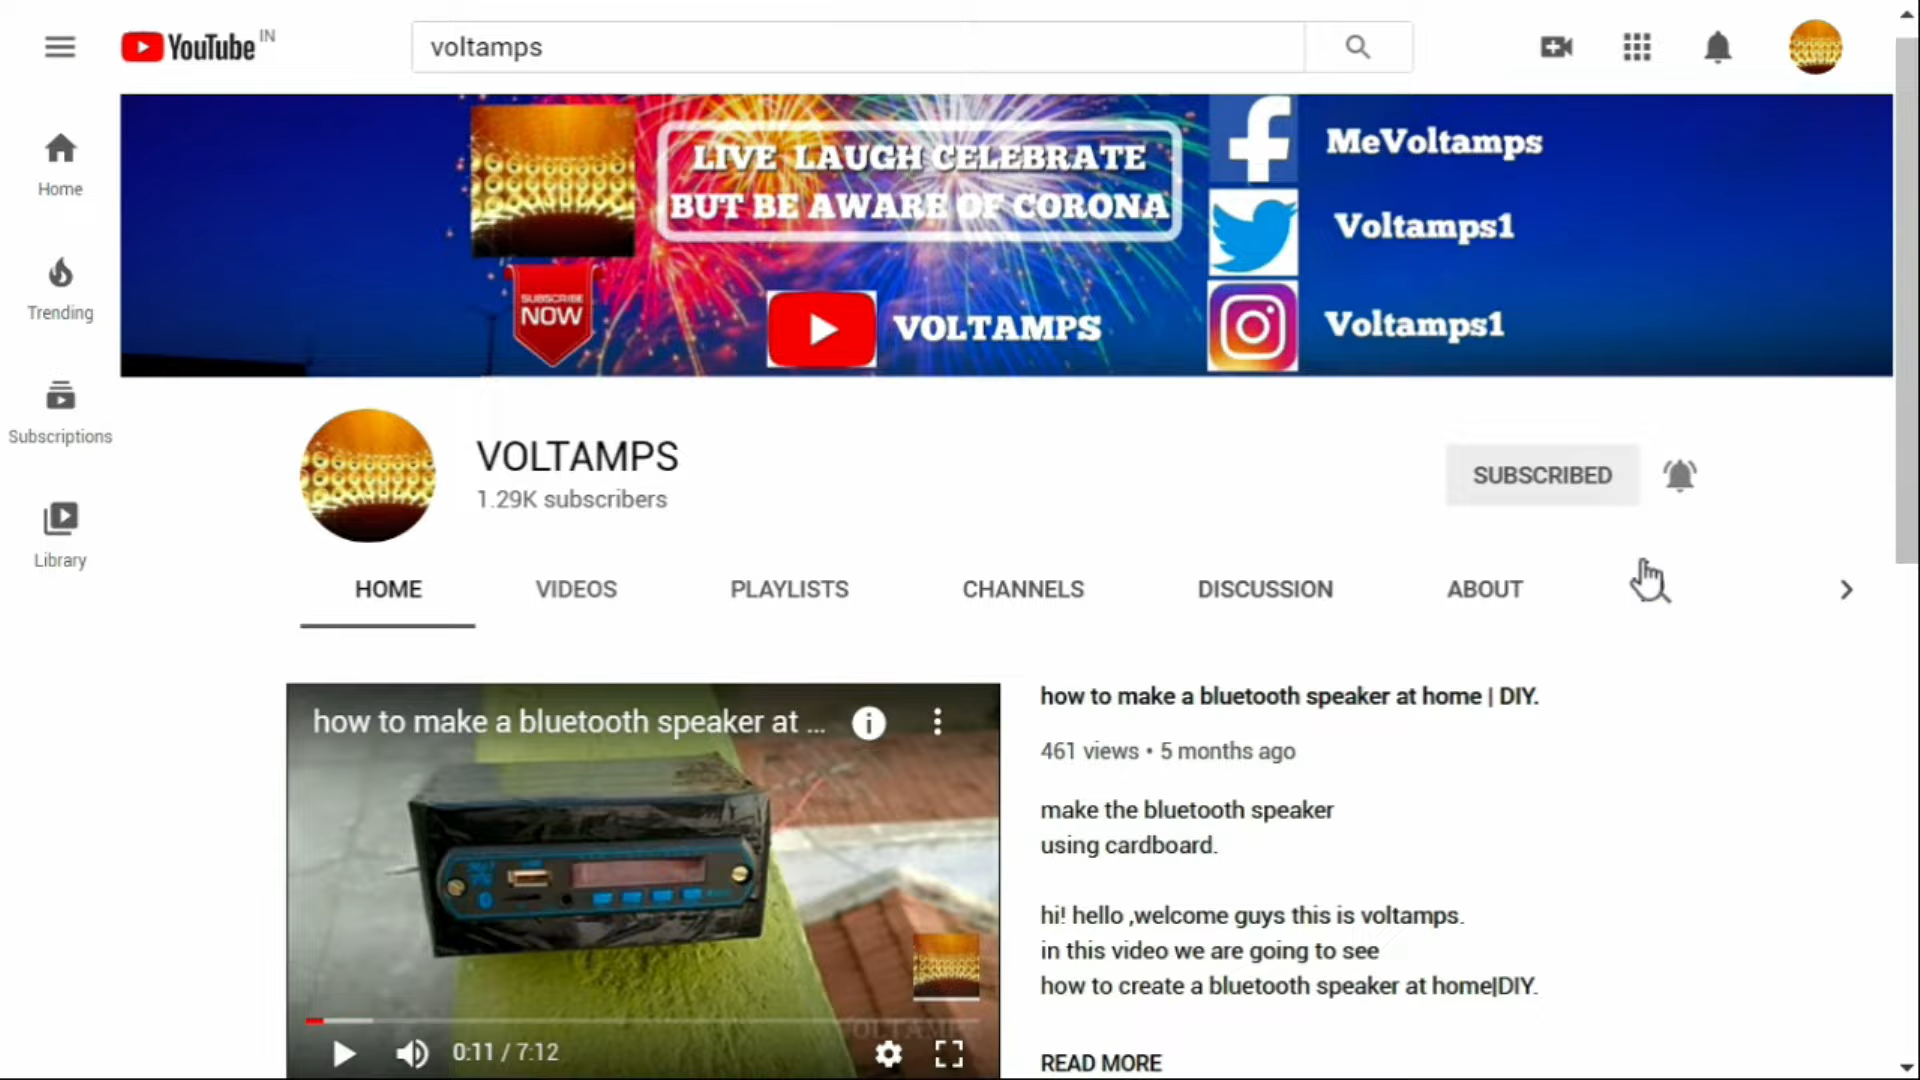 YouTube IN
voltamps
Home
Trending
Subscriptions
Library
LIVE LAUGH CELEBRATE
BUT BE AWARE OF CORONA
SUBSCRIBE
NOW
VOLTAMPS
MeVoltamps
Voltamps1
Voltamps1
VOLTAMPS
1.29K subscribers
SUBSCRIBED
HOME VIDEOS PLAYLISTS CHANNELS DISCUSSION ABOUT
how to make a bluetooth speaker at ...
0:11 / 7:12
how to make a bluetooth speaker at home | DIY.
461 views • 5 months ago
make the bluetooth speaker
using cardboard.
hi! hello ,welcome guys this is voltamps.
in this video we are going to see
how to create a bluetooth speaker at home|DIY.
READ MORE